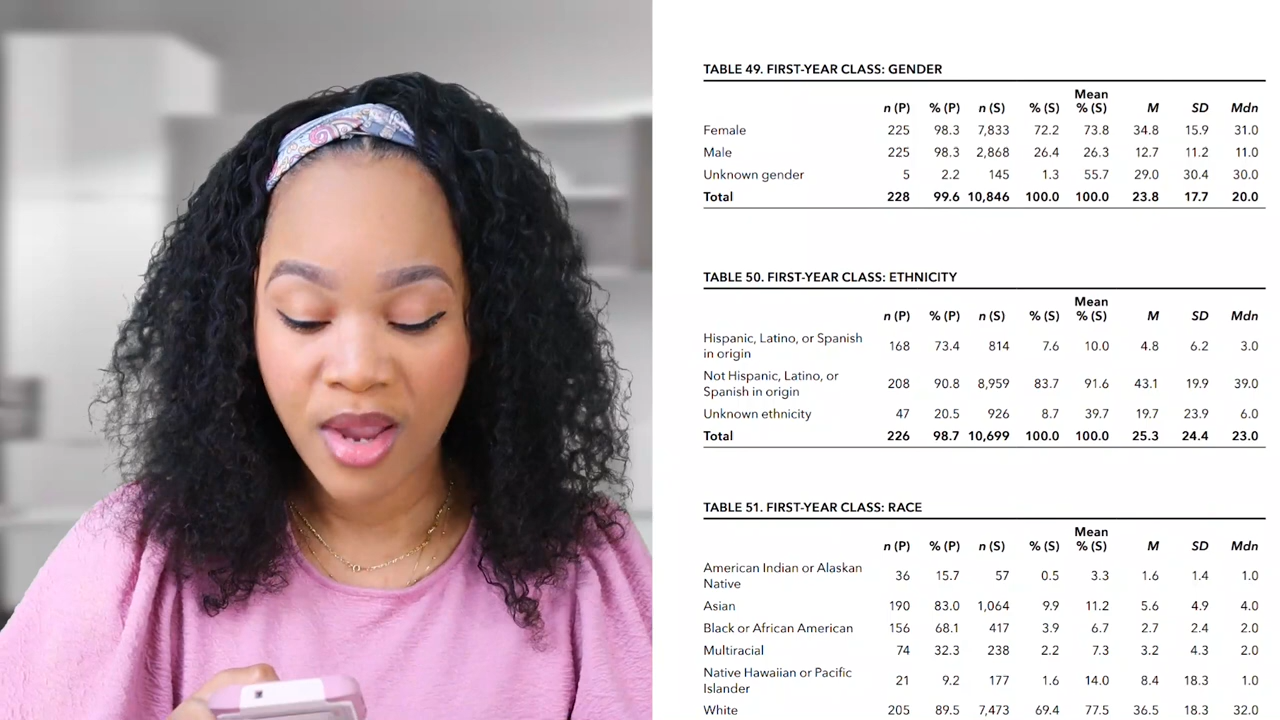 TABLE 49. FIRST-YEAR CLASS: GENDER
Mean
n (P) % (P) n (S) % (S) % (S) M SD Mdn
Female 225 98.3 7,833 72.2 73.8 34.8 15.9 31.0
Male 225 98.3 2,868 26.4 26.3 12.7 11.2 11.0
Unknown gender 5 2.2 145 1.3 55.7 29.0 30.4 30.0
Total 228 99.6 10,846 100.0 100.0 23.8 17.7 20.0
TABLE 50. FIRST-YEAR CLASS: ETHNICITY
Mean
n (P) % (P) n (S) % (S) % (S) M SD Mdn
Hispanic, Latino, or Spanish
in origin 168 73.4 814 7.6 10.0 4.8 6.2 3.0
Not Hispanic, Latino, or
Spanish in origin 208 90.8 8,959 83.7 91.6 43.1 19.9 39.0
Unknown ethnicity 47 20.5 926 8.7 39.7 19.7 23.9 6.0
Total 226 98.7 10,699 100.0 100.0 25.3 24.4 23.0
TABLE 51. FIRST-YEAR CLASS: RACE
Mean
n (P) % (P) n (S) % (S) % (S) M SD Mdn
American Indian or Alaskan
Native 36 15.7 57 0.5 3.3 1.6 1.4 1.0
Asian 190 83.0 1,064 9.9 11.2 5.6 4.9 4.0
Black or African American 156 68.1 417 3.9 6.7 2.7 2.4 2.0
Multiracial 74 32.3 238 2.2 7.3 3.2 4.3 2.0
Native Hawaiian or Pacific
Islander 21 9.2 177 1.6 14.0 8.4 18.3 1.0
White 205 89.5 7,473 69.4 77.5 36.5 18.3 32.0